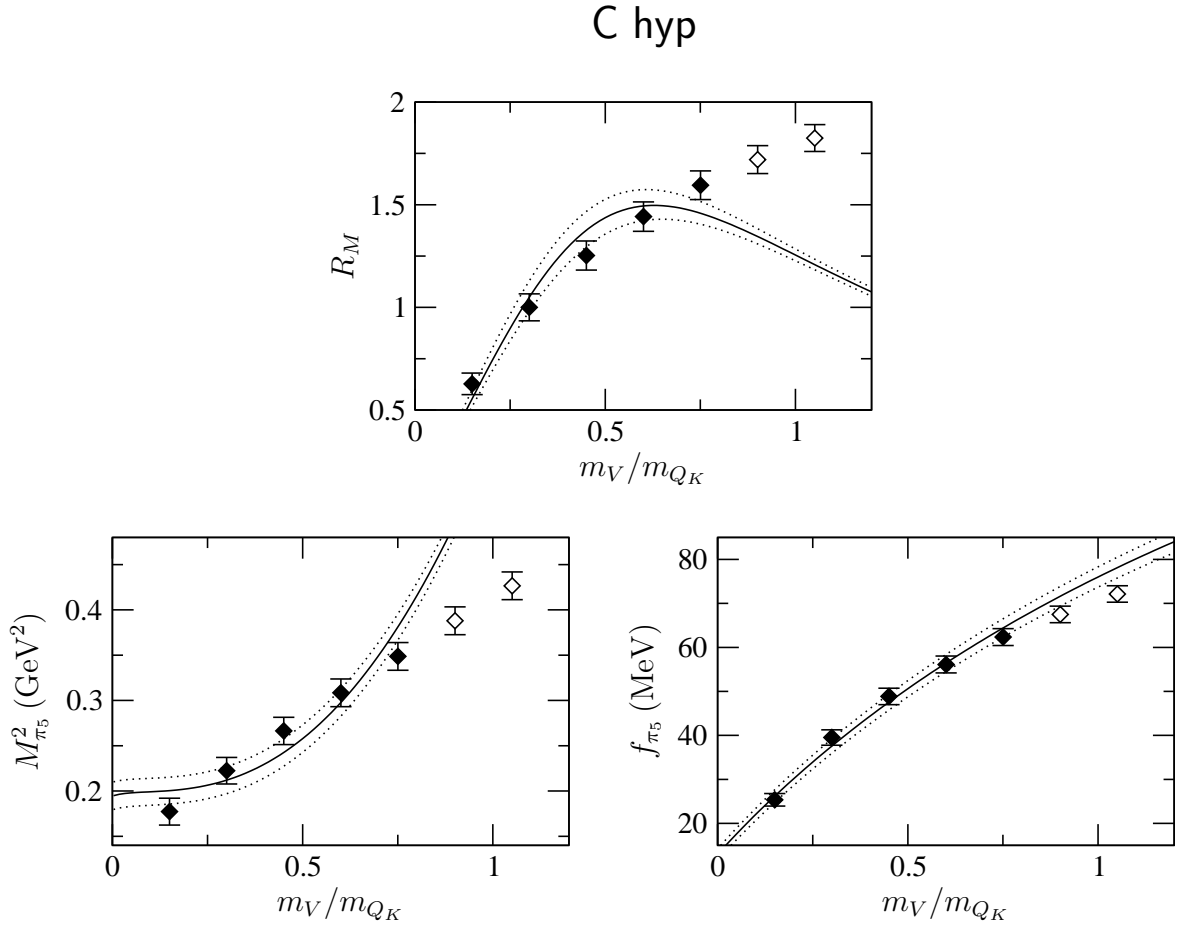 C hyp
2
1.5
1
0.5
R_M
0 0.5 1
m_V/m_{Q_K}
0.4
0.3
0.2
M^2_{π_5} (GeV^2)
0 0.5 1
m_V/m_{Q_K}
80
60
40
20
f_{π_5} (MeV)
0 0.5 1
m_V/m_{Q_K}